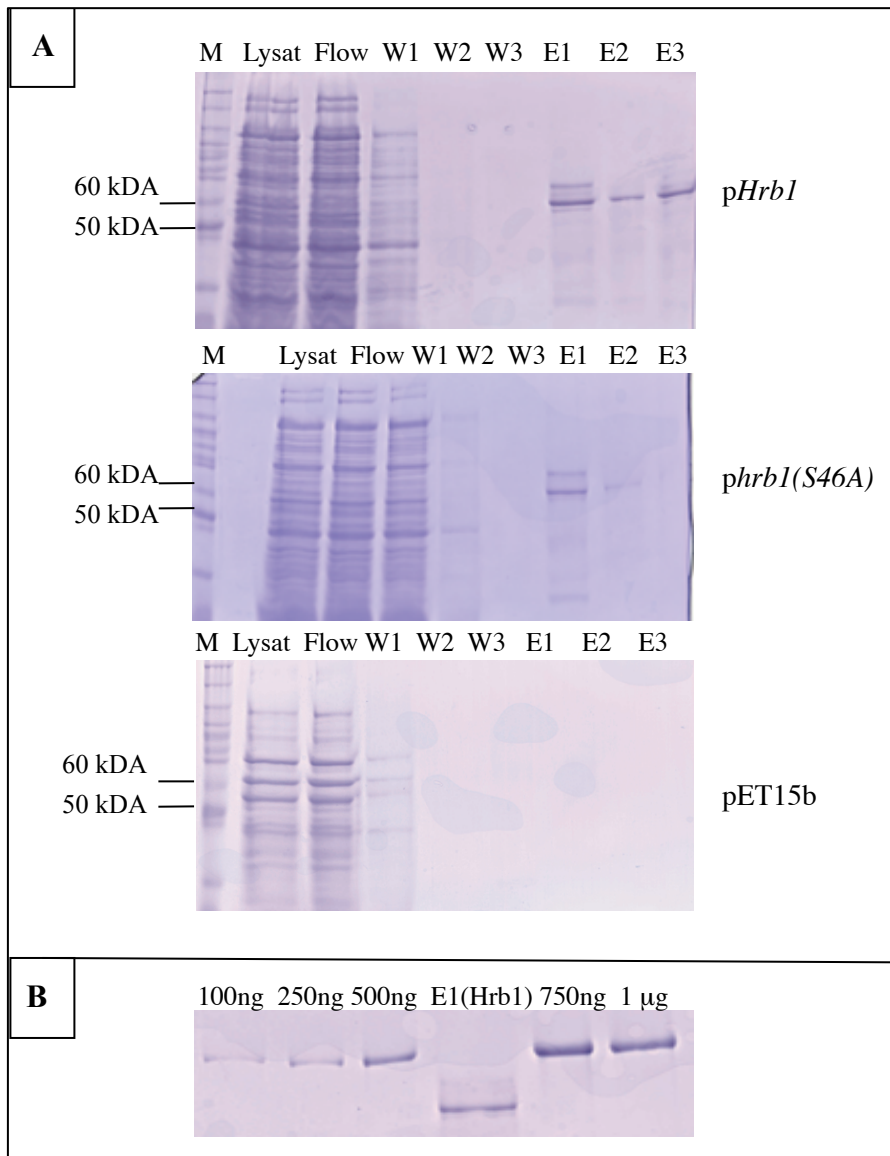 A
M Lysat Flow W1 W2 W3 E1 E2 E3
60 kDA
50 kDA
pHrb1
M Lysat Flow W1 W2 W3 E1 E2 E3
60 kDA
50 kDA
phrb1(S46A)
M Lysat Flow W1 W2 W3 E1 E2 E3
60 kDA
50 kDA
pET15b
B
100ng 250ng 500ng E1(Hrb1) 750ng 1 µg